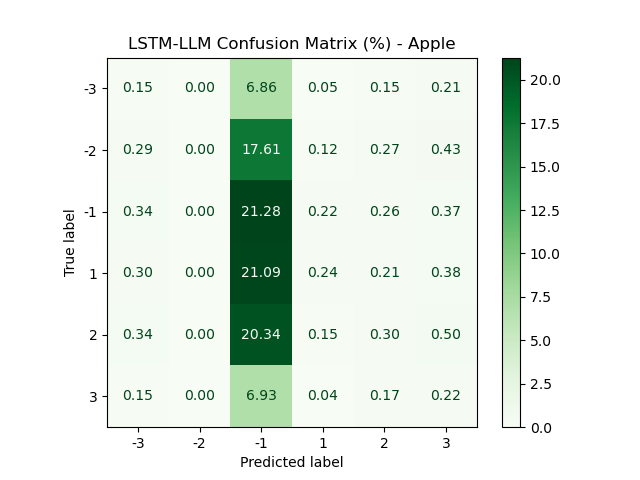 LSTM-LLM Confusion Matrix (%) - Apple
-3 0.15 0.00 6.86 0.05 0.15 0.21
-2 0.29 0.00 17.61 0.12 0.27 0.43
-1 0.34 0.00 21.28 0.22 0.26 0.37
1 0.30 0.00 21.09 0.24 0.21 0.38
2 0.34 0.00 20.34 0.15 0.30 0.50
3 0.15 0.00 6.93 0.04 0.17 0.22
-3 -2 -1 1 2 3
Predicted label
True label
20.0
17.5
15.0
12.5
10.0
7.5
5.0
2.5
0.0